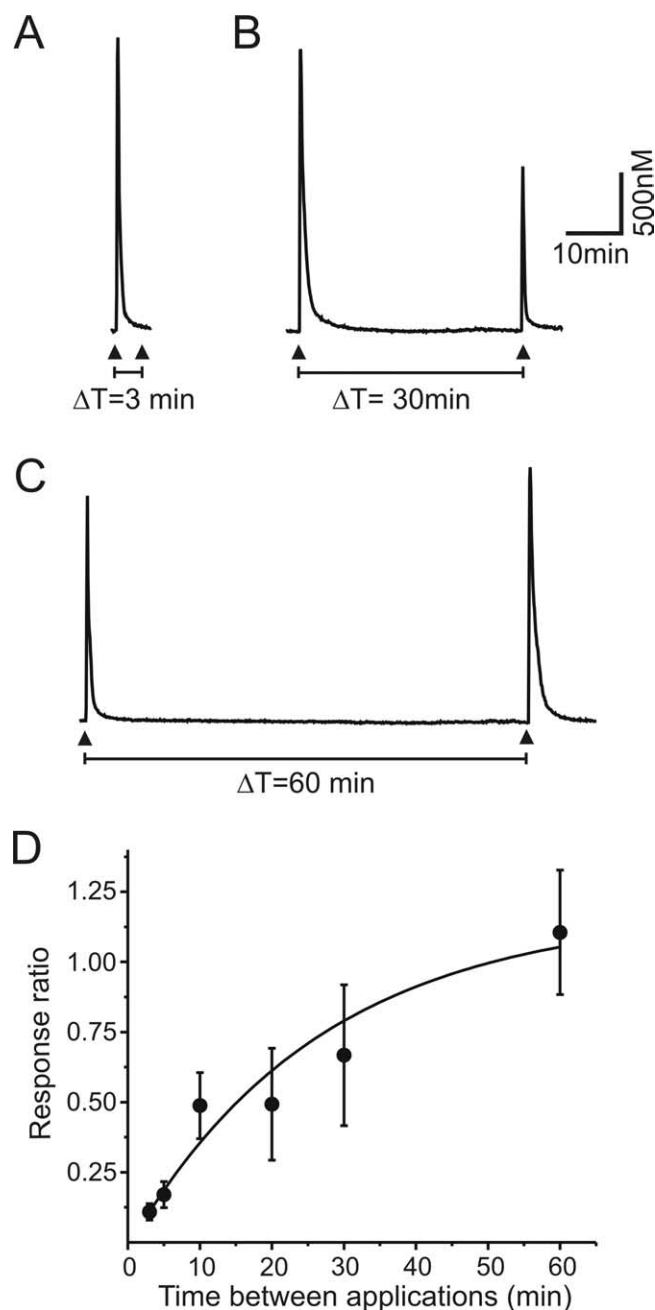 A
B
500nM
10min
ΔT=3 min
ΔT= 30min
C
ΔT=60 min
D
Response ratio
1.25
1.00
0.75
0.50
0.25
0 10 20 30 40 50 60
Time between applications (min)